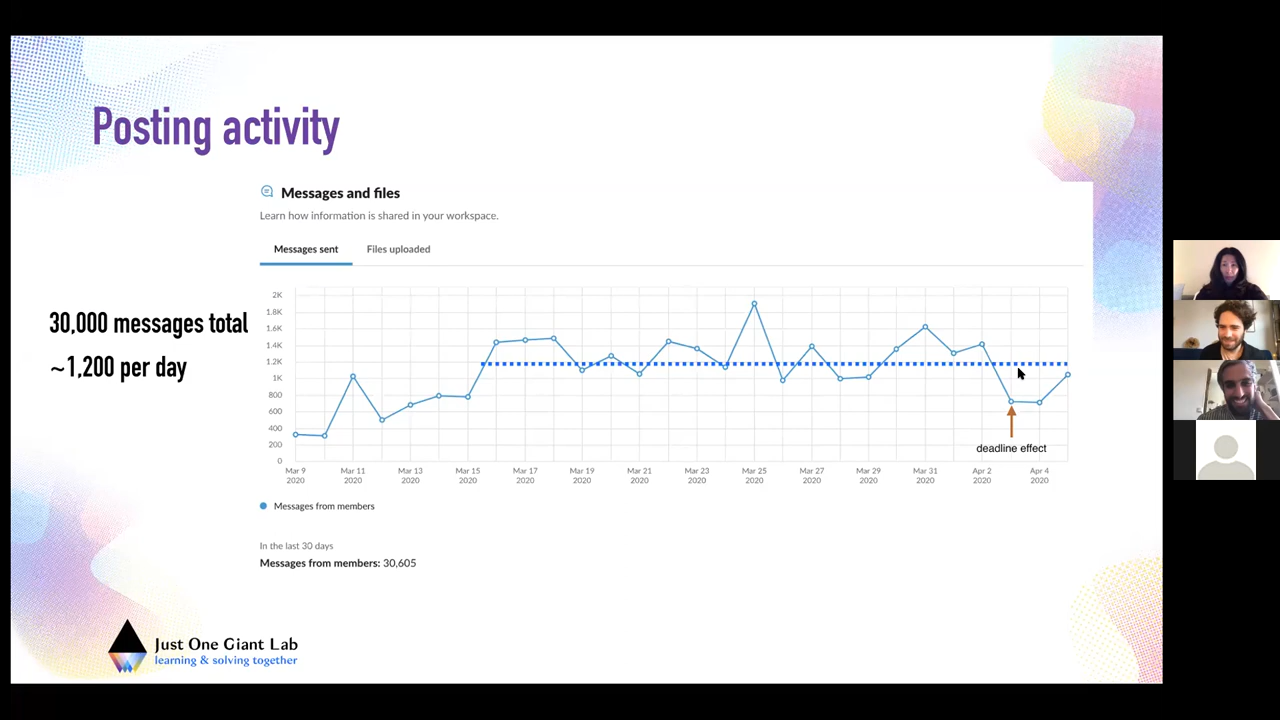 Posting activity
Messages and files
Learn how information is shared in your workspace.
Messages sent Files uploaded
30,000 messages total
~1,200 per day
2K
1.8K
1.6K
1.4K
1.2K
1K
800
600
400
200
0
deadline effect
Mar 9 Mar 11 Mar 13 Mar 15 Mar 17 Mar 19 Mar 21 Mar 23 Mar 25 Mar 27 Mar 29 Mar 31 Apr 2 Apr 4
2020 2020 2020 2020 2020 2020 2020 2020 2020 2020 2020 2020 2020 2020
Messages from members
In the last 30 days
Messages from members: 30,605
Just One Giant Lab
learning & solving together